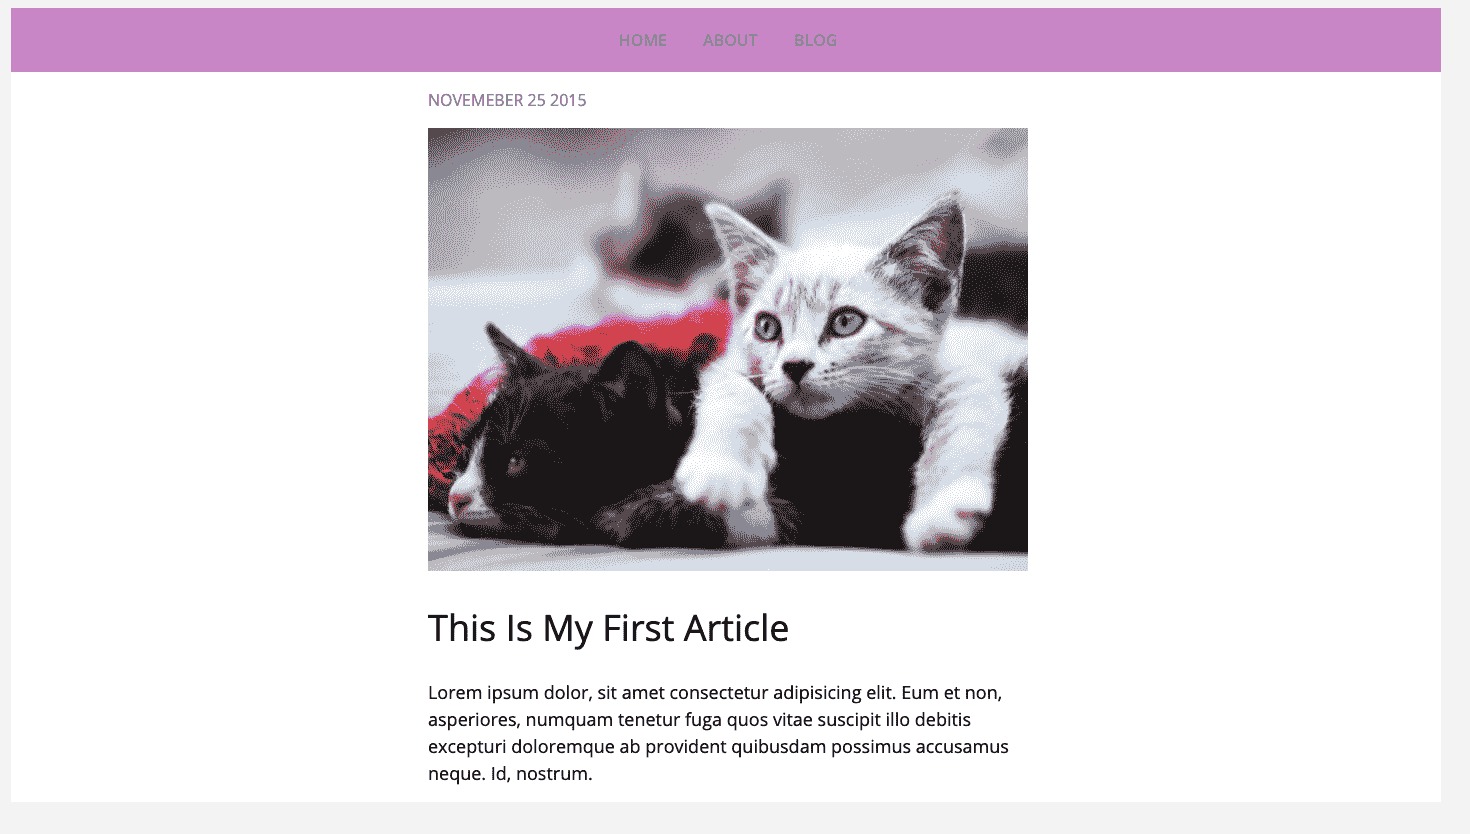 HOME ABOUT BLOG
NOVEMEBER 25 2015
This Is My First Article
Lorem ipsum dolor, sit amet consectetur adipisicing elit. Eum et non,
asperiores, numquam tenetur fuga quos vitae suscipit illo debitis
excepturi doloremque ab provident quibusdam possimus accusamus
neque. Id, nostrum.